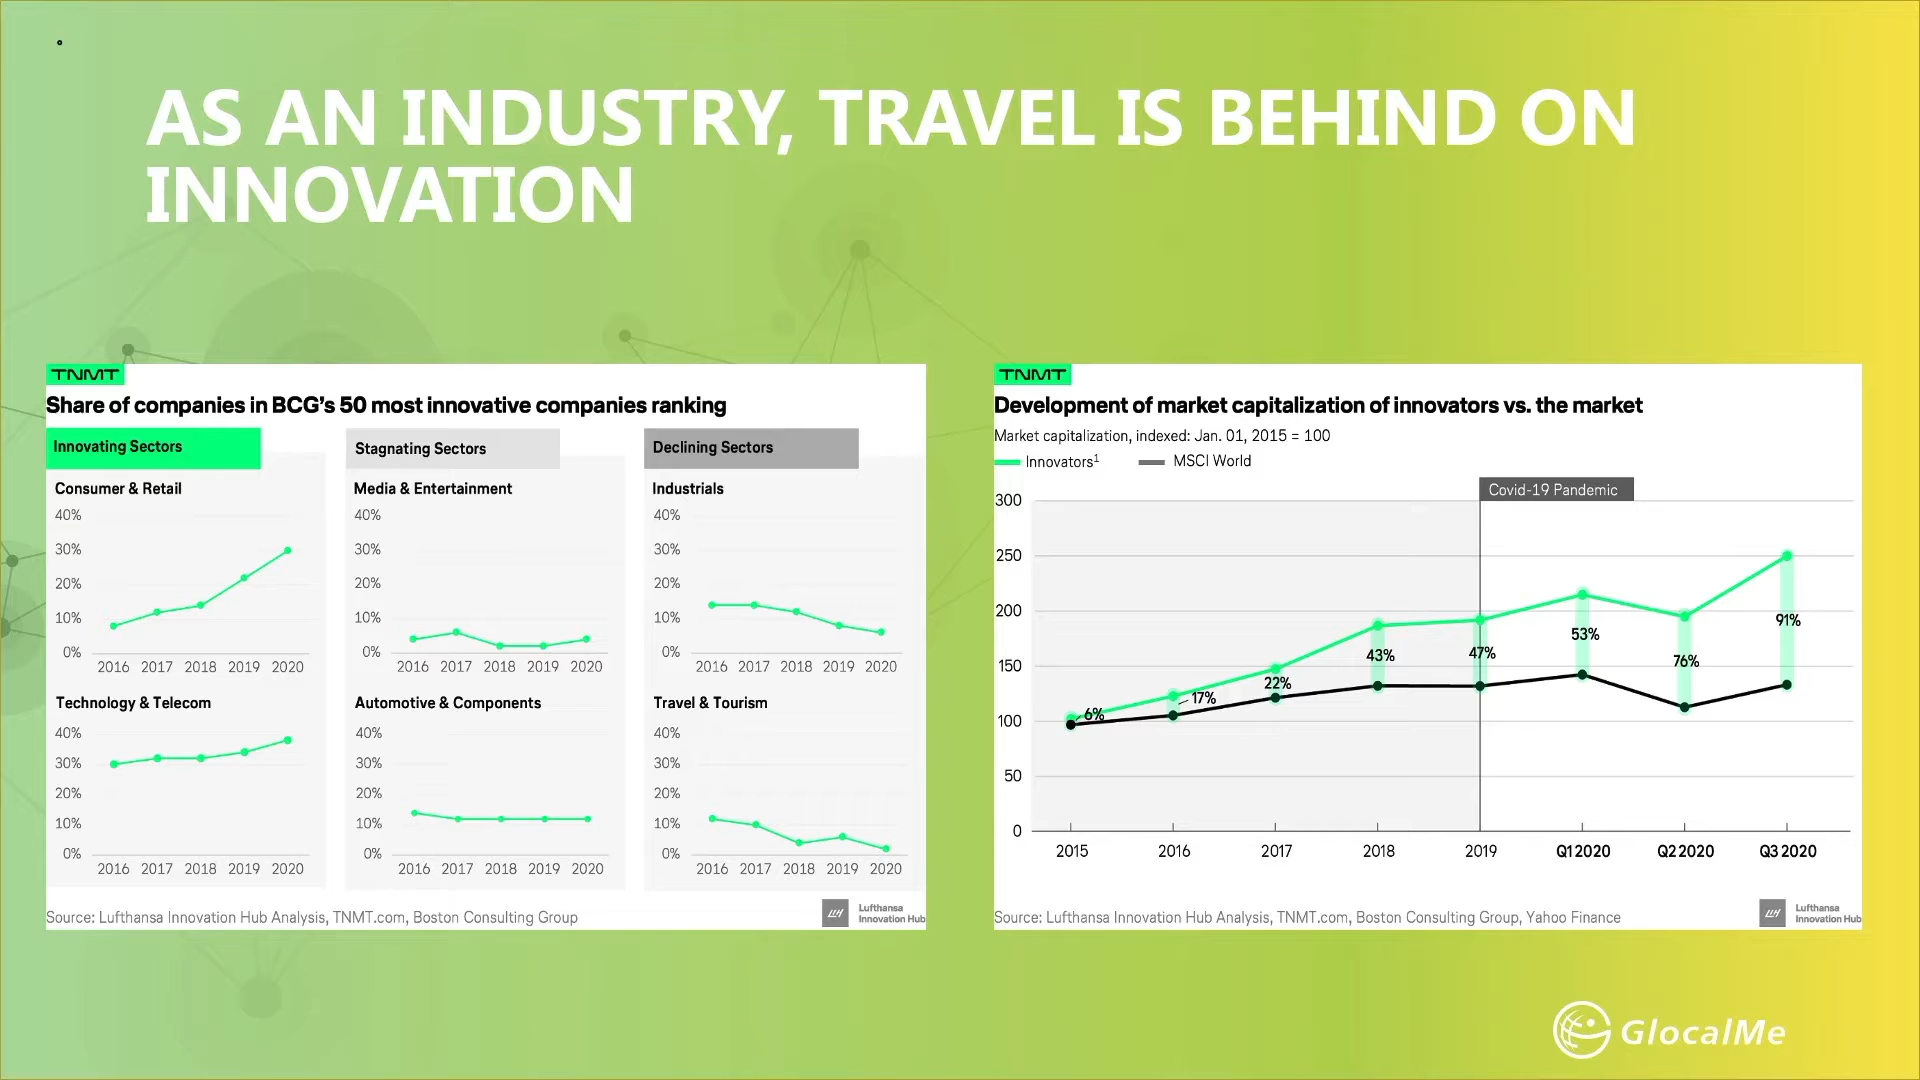 AS AN INDUSTRY, TRAVEL IS BEHIND ON
INNOVATION
TNMT
Share of companies in BCG's 50 most innovative companies ranking
Innovating Sectors
Consumer & Retail
40%
30%
20%
10%
0%
2016 2017 2018 2019 2020
Technology & Telecom
40%
30%
20%
10%
0%
2016 2017 2018 2019 2020
Stagnating Sectors
Media & Entertainment
40%
30%
20%
10%
0%
2016 2017 2018 2019 2020
Automotive & Components
40%
30%
20%
10%
0%
2016 2017 2018 2019 2020
Declining Sectors
Industrials
40%
30%
20%
10%
0%
2016 2017 2018 2019 2020
Travel & Tourism
40%
30%
20%
10%
0%
2016 2017 2018 2019 2020
Source: Lufthansa Innovation Hub Analysis, TNMT.com, Boston Consulting Group
LIH
Lufthansa
Innovation Hub
TNMT
Development of market capitalization of innovators vs. the market
Market capitalization, indexed: Jan. 01, 2015 = 100
Innovators¹ MSCI World
Covid-19 Pandemic
300
250
200
150
100
50
0
6%
17%
22%
43%
47%
53%
76%
91%
2015 2016 2017 2018 2019 Q1 2020 Q2 2020 Q3 2020
Source: Lufthansa Innovation Hub Analysis, TNMT.com, Boston Consulting Group, Yahoo Finance
LIH
Lufthansa
Innovation Hub
GlocalMe